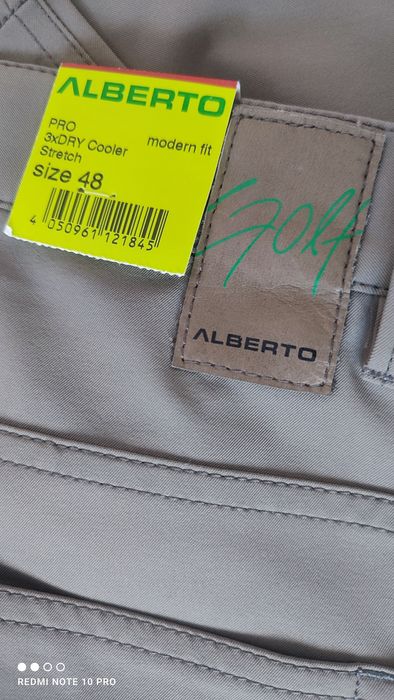 ALBERTO
PRO
3xDRY Cooler modern fit
Stretch
size 48
4 050961 121845
Golf
ALBERTO
REDMI NOTE 10 PRO